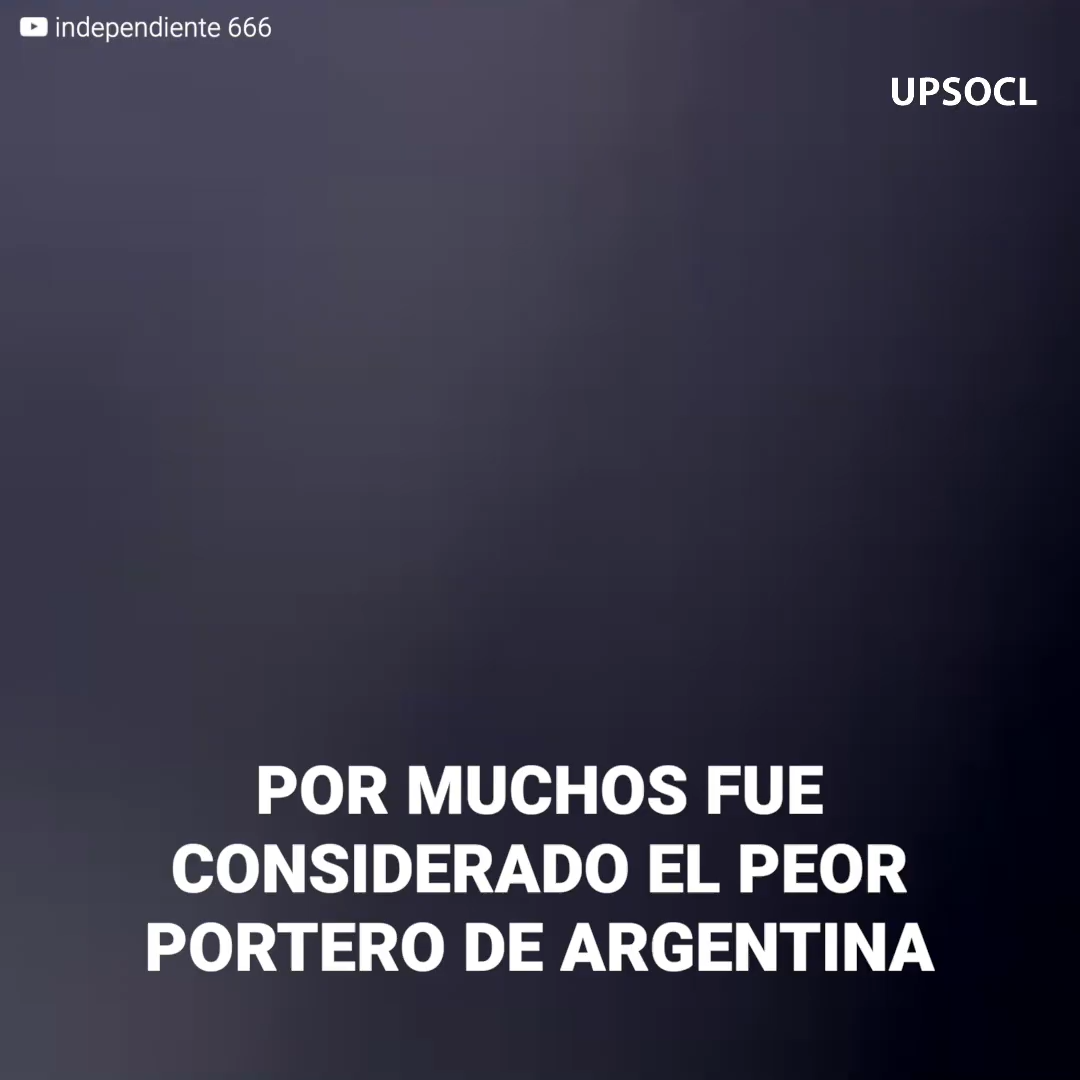 independiente 666
UPSOCL
POR MUCHOS FUE
CONSIDERADO EL PEOR
PORTERO DE ARGENTINA